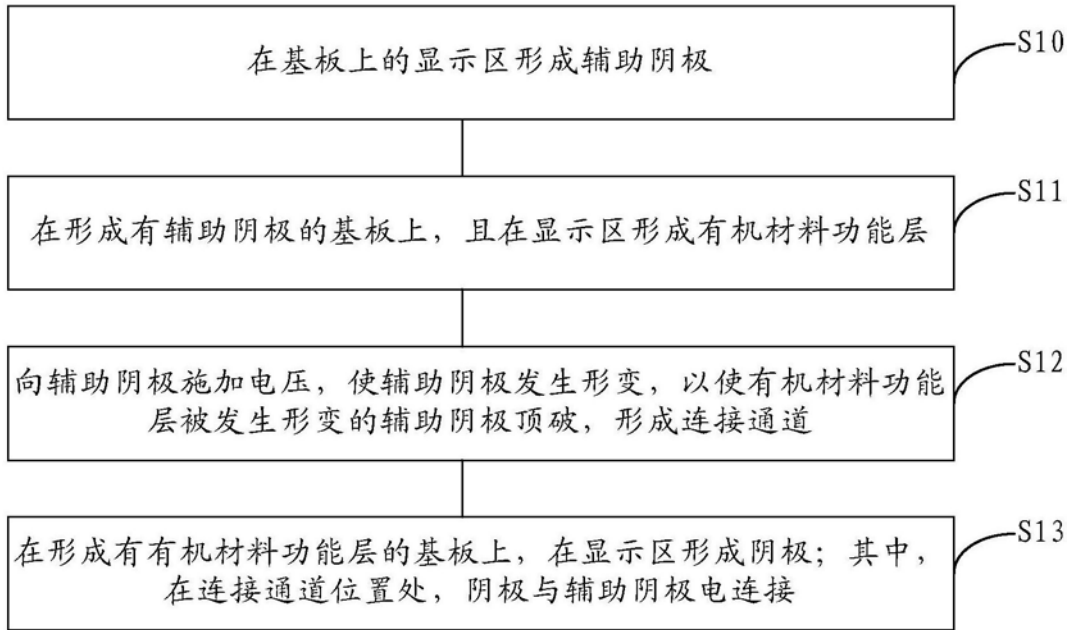 在基板上的显示区形成辅助阴极
S10
在形成有辅助阴极的基板上，且在显示区形成有机材料功能层
S11
向辅助阴极施加电压，使辅助阴极发生形变，以使有机材料功能
层被发生形变的辅助阴极顶破，形成连接通道
S12
在形成有有机材料功能层的基板上，在显示区形成阴极；其中，
在连接通道位置处，阴极与辅助阴极电连接
S13